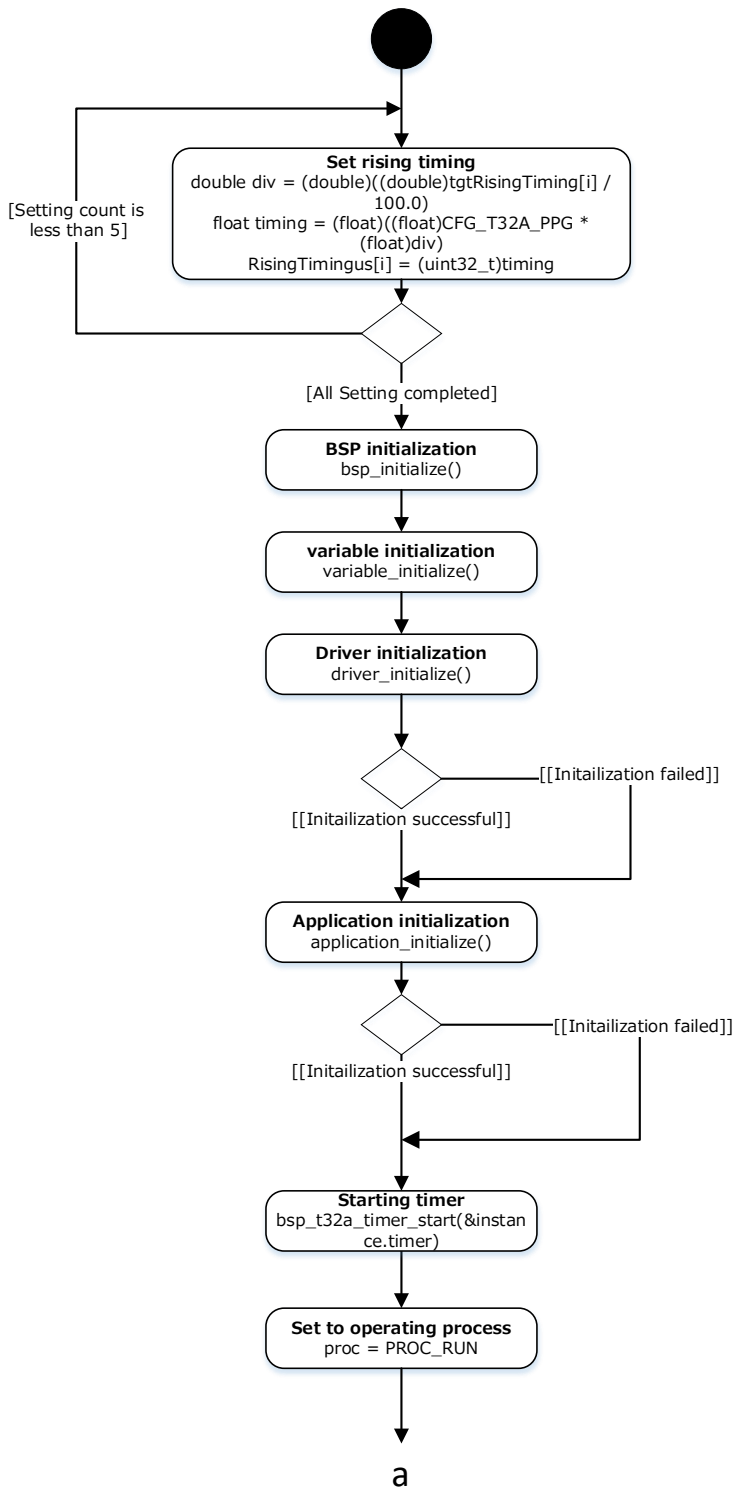 Set rising timing
double div = (double)((double)tgtRisingTiming[i] /
100.0)
float timing = (float)((float)CFG_T32A_PPG *
(float)div)
RisingTimingus[i] = (uint32_t)timing
[Setting count is
less than 5]
[All Setting completed]
BSP initialization
bsp_initialize()
variable initialization
variable_initialize()
Driver initialization
driver_initialize()
[[Initailization failed]]
[[Initailization successful]]
Application initialization
application_initialize()
[[Initailization failed]]
[[Initailization successful]]
Starting timer
bsp_t32a_timer_start(&instan
ce.timer)
Set to operating process
proc = PROC_RUN
a